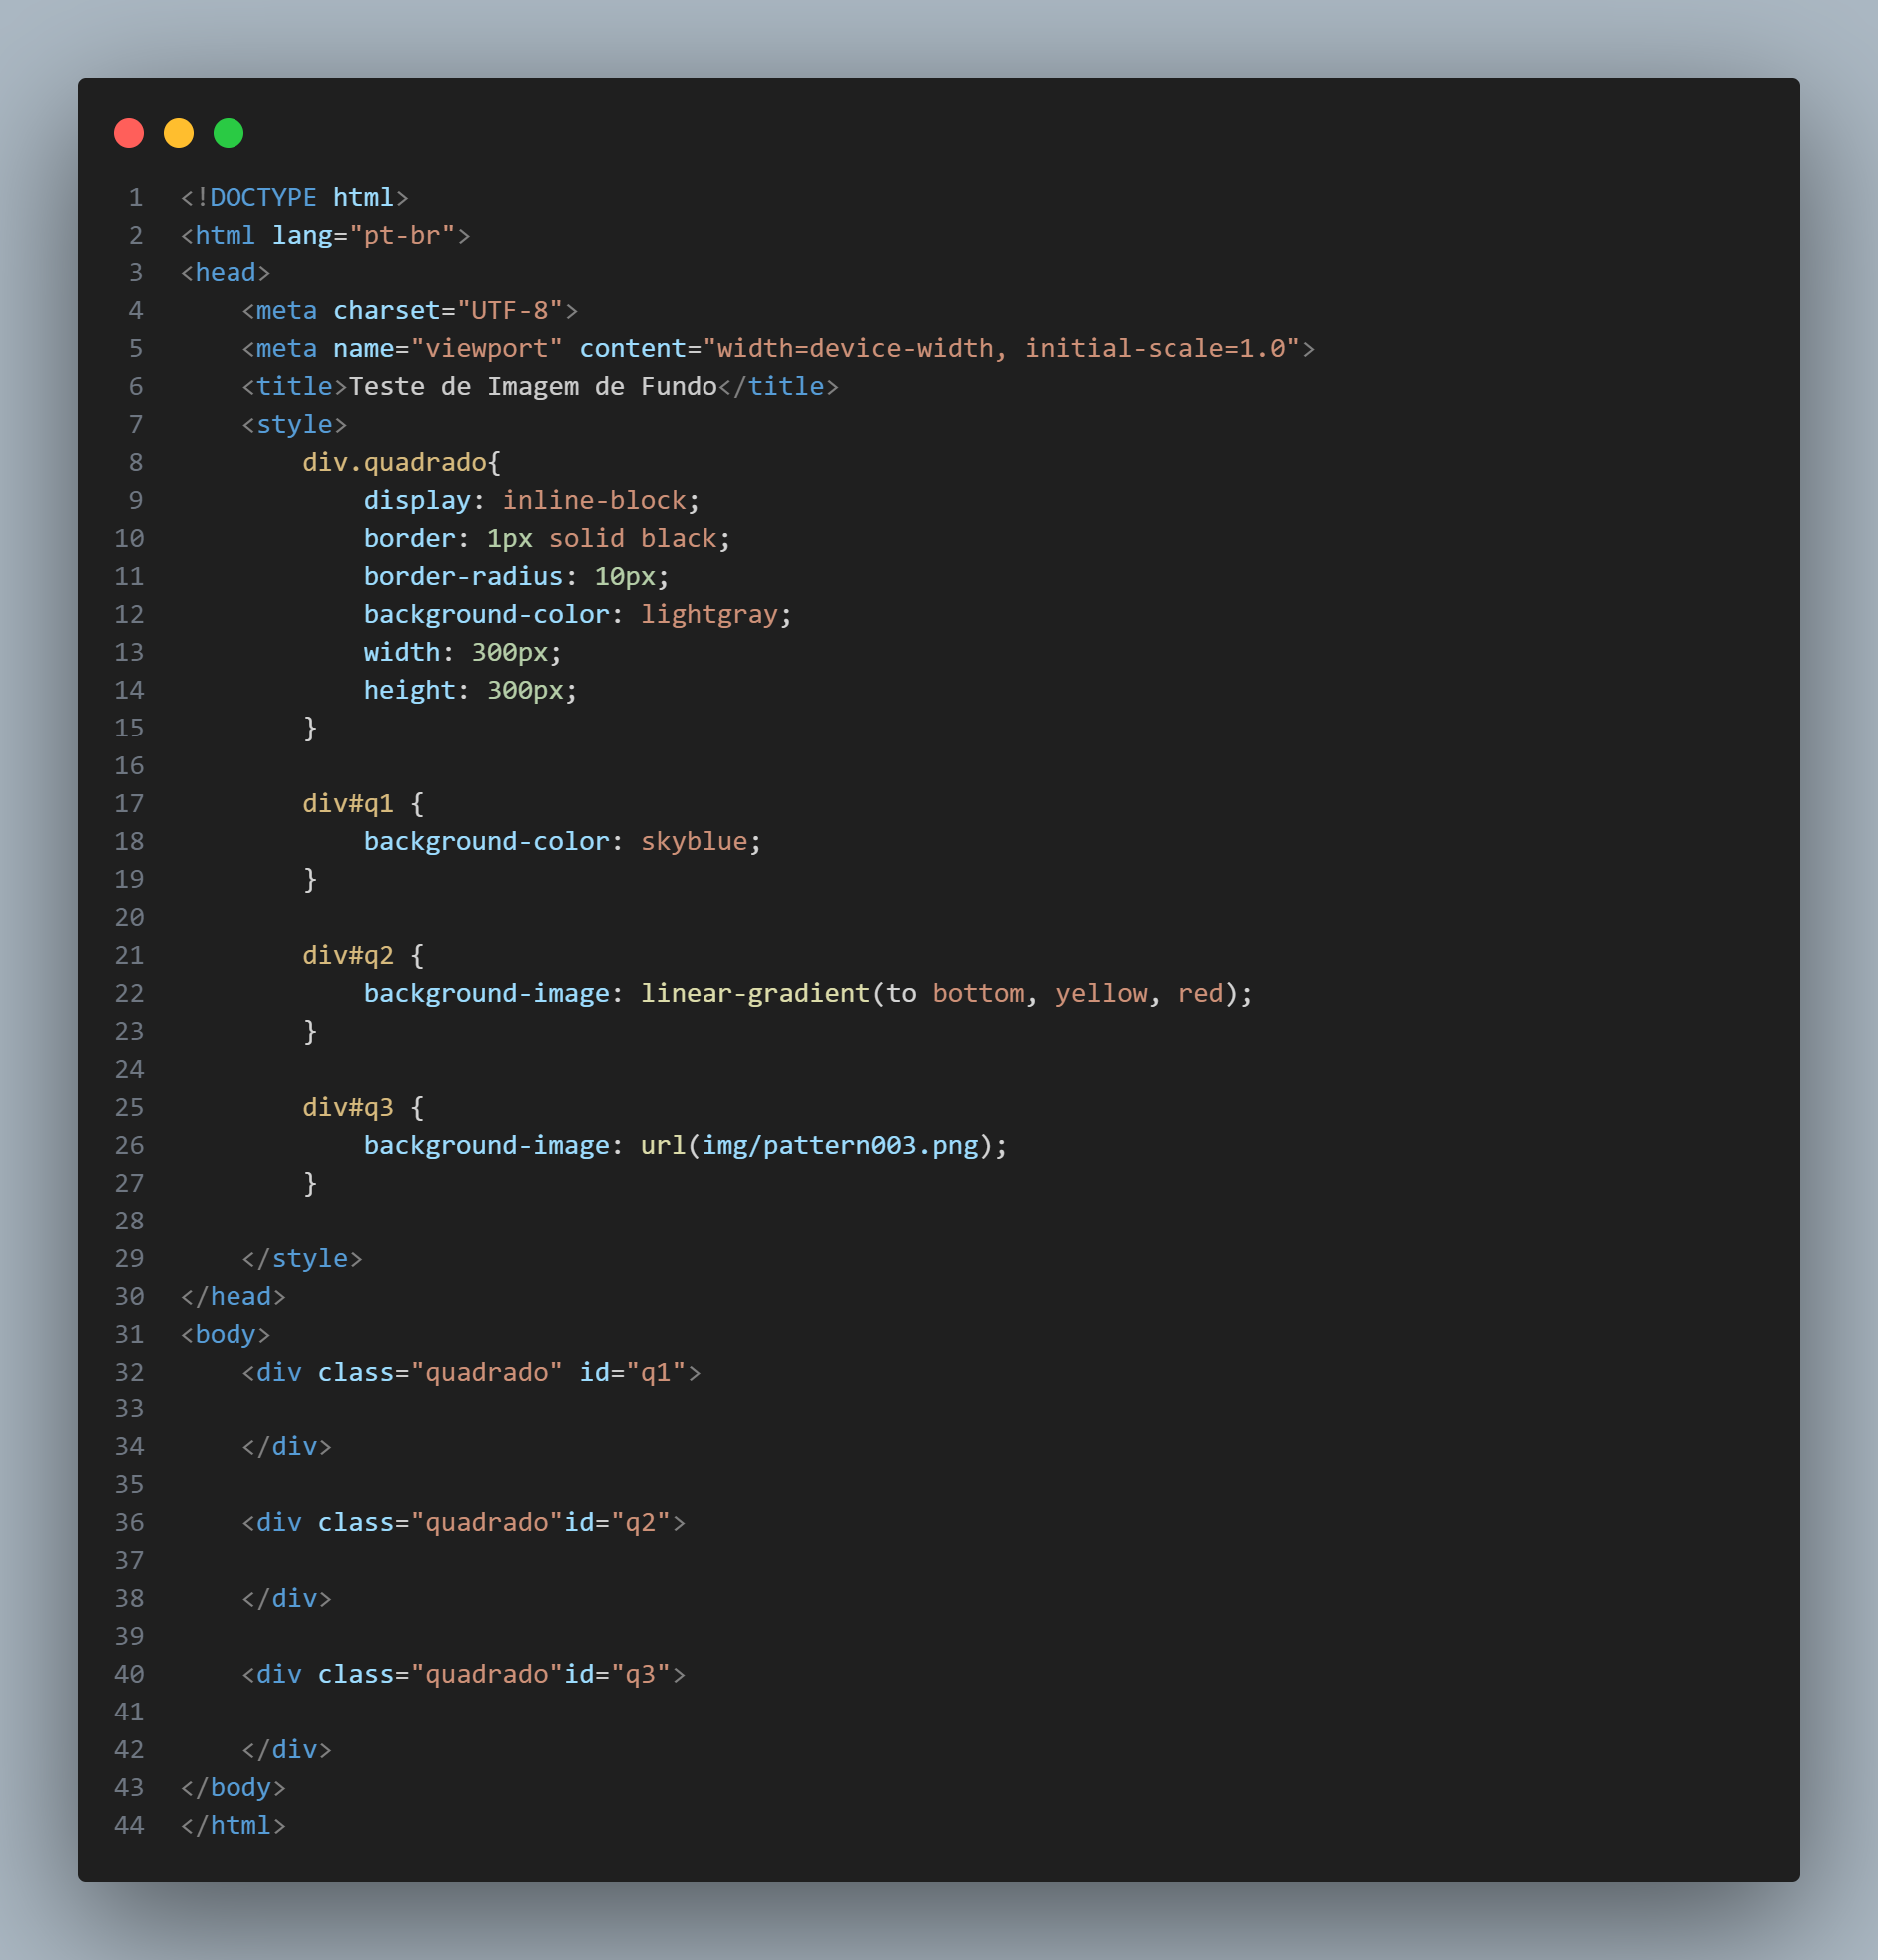 1 <!DOCTYPE html>
2 <html lang="pt-br">
3 <head>
4     <meta charset="UTF-8">
5     <meta name="viewport" content="width=device-width, initial-scale=1.0">
6     <title>Teste de Imagem de Fundo</title>
7     <style>
8         div.quadrado{
9             display: inline-block;
10             border: 1px solid black;
11             border-radius: 10px;
12             background-color: lightgray;
13             width: 300px;
14             height: 300px;
15         }
16
17         div#q1 {
18             background-color: skyblue;
19         }
20
21         div#q2 {
22             background-image: linear-gradient(to bottom, yellow, red);
23         }
24
25         div#q3 {
26             background-image: url(img/pattern003.png);
27         }
28
29     </style>
30 </head>
31 <body>
32     <div class="quadrado" id="q1">
33
34     </div>
35
36     <div class="quadrado"id="q2">
37
38     </div>
39
40     <div class="quadrado"id="q3">
41
42     </div>
43 </body>
44 </html>